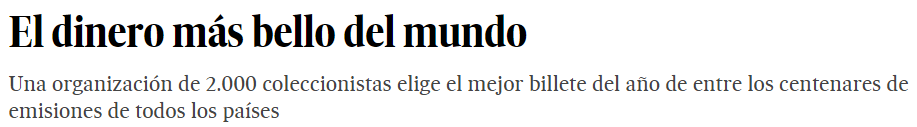 El dinero más bello del mundo
Una organización de 2.000 coleccionistas elige el mejor billete del año de entre los centenares de
emisiones de todos los países